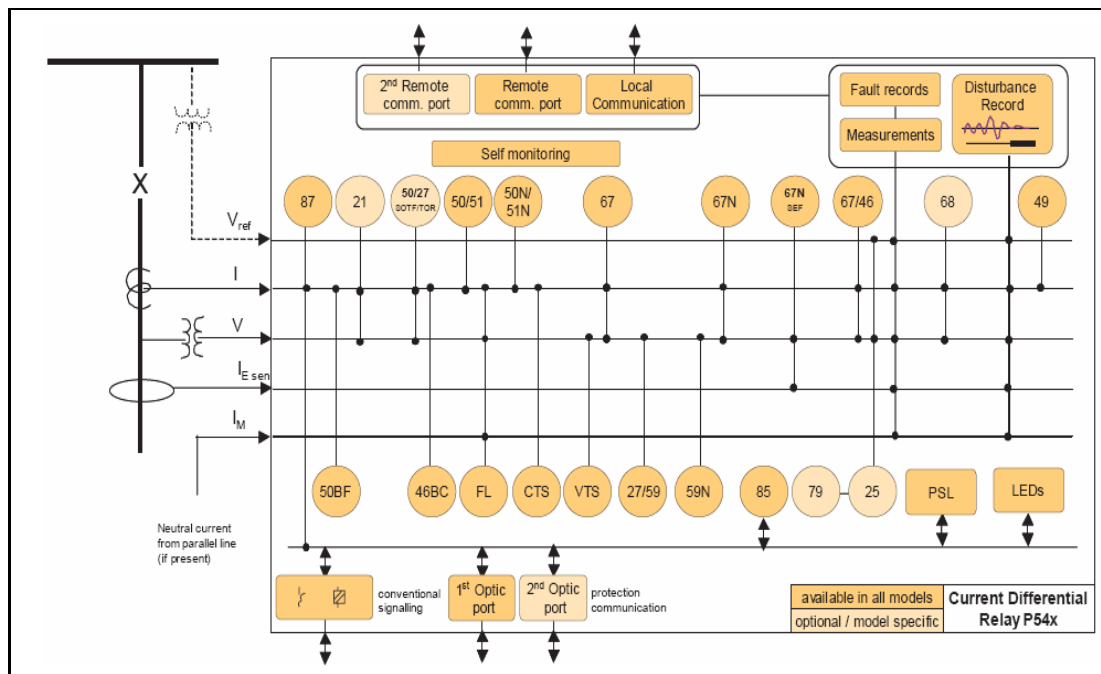 2nd Remote
comm. port
Remote
comm. port
Local
Communication
Fault records
Measurements
Disturbance
Record
Self monitoring
87
21
50/27
SOTF/TOR
50/51
50N/
51N
67
67N
67N
SEF
67/46
68
49
Vref
I
V
IE sen
IM
50BF
46BC
FL
CTS
VTS
27/59
59N
85
79
25
PSL
LEDs
Neutral current
from parallel line
(if present)
conventional
signalling
1st Optic
port
2nd Optic
port
protection
communication
available in all models
optional / model specific
Current Differential
Relay P54x
X